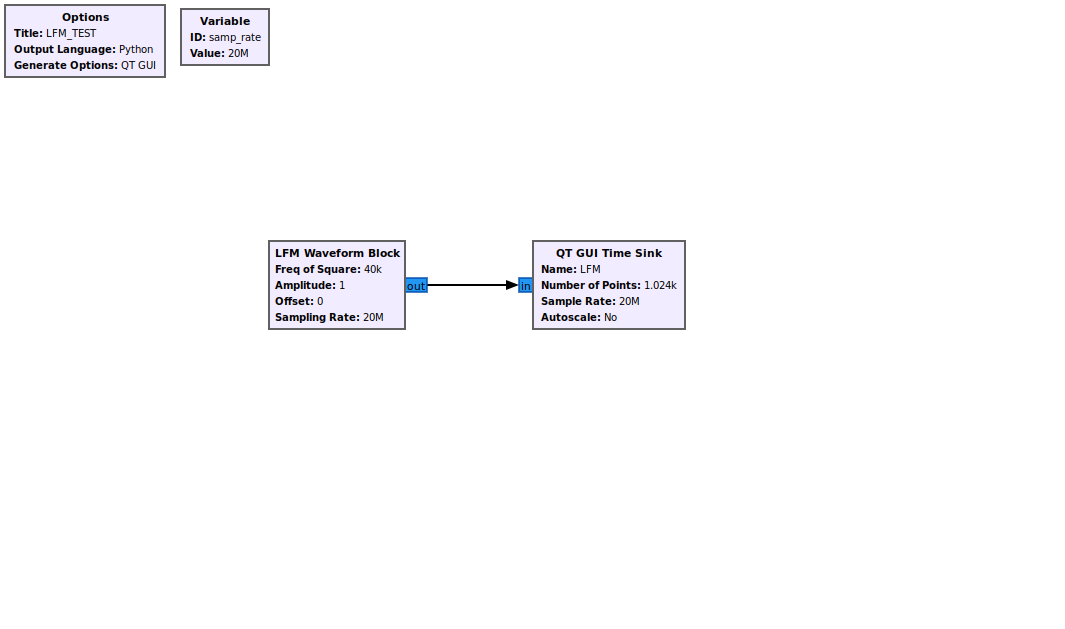 Options
Title: LFM_TEST
Output Language: Python
Generate Options: QT GUI
Variable
ID: samp_rate
Value: 20M
LFM Waveform Block
Freq of Square: 40k
Amplitude: 1
Offset: 0
Sampling Rate: 20M
out
in
QT GUI Time Sink
Name: LFM
Number of Points: 1.024k
Sample Rate: 20M
Autoscale: No